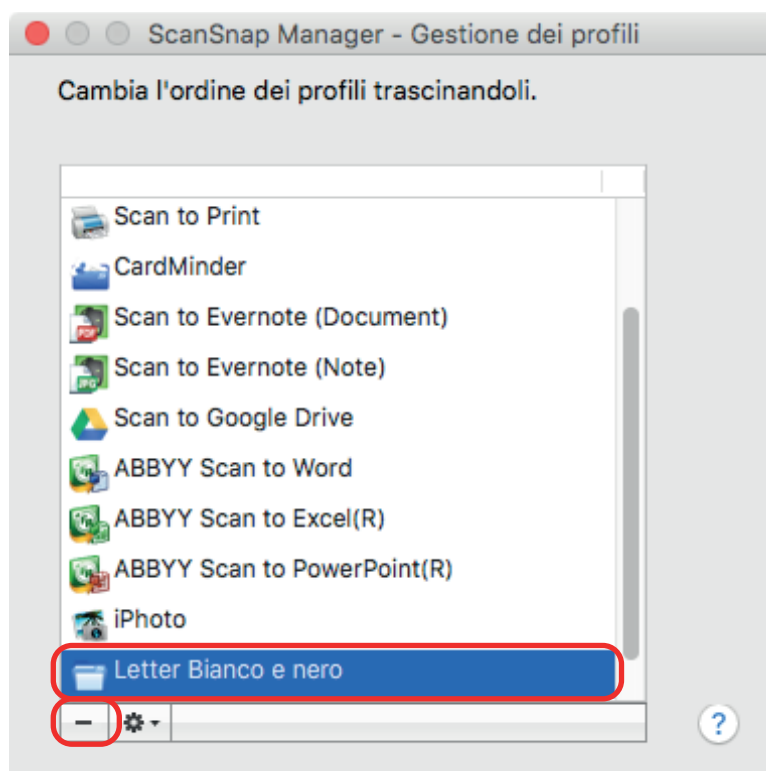 ScanSnap Manager - Gestione dei profili
Cambia l'ordine dei profili trascinandoli.
Scan to Print
CardMinder
Scan to Evernote (Document)
Scan to Evernote (Note)
Scan to Google Drive
ABBYY Scan to Word
ABBYY Scan to Excel(R)
ABBYY Scan to PowerPoint(R)
iPhoto
Letter Bianco e nero
?